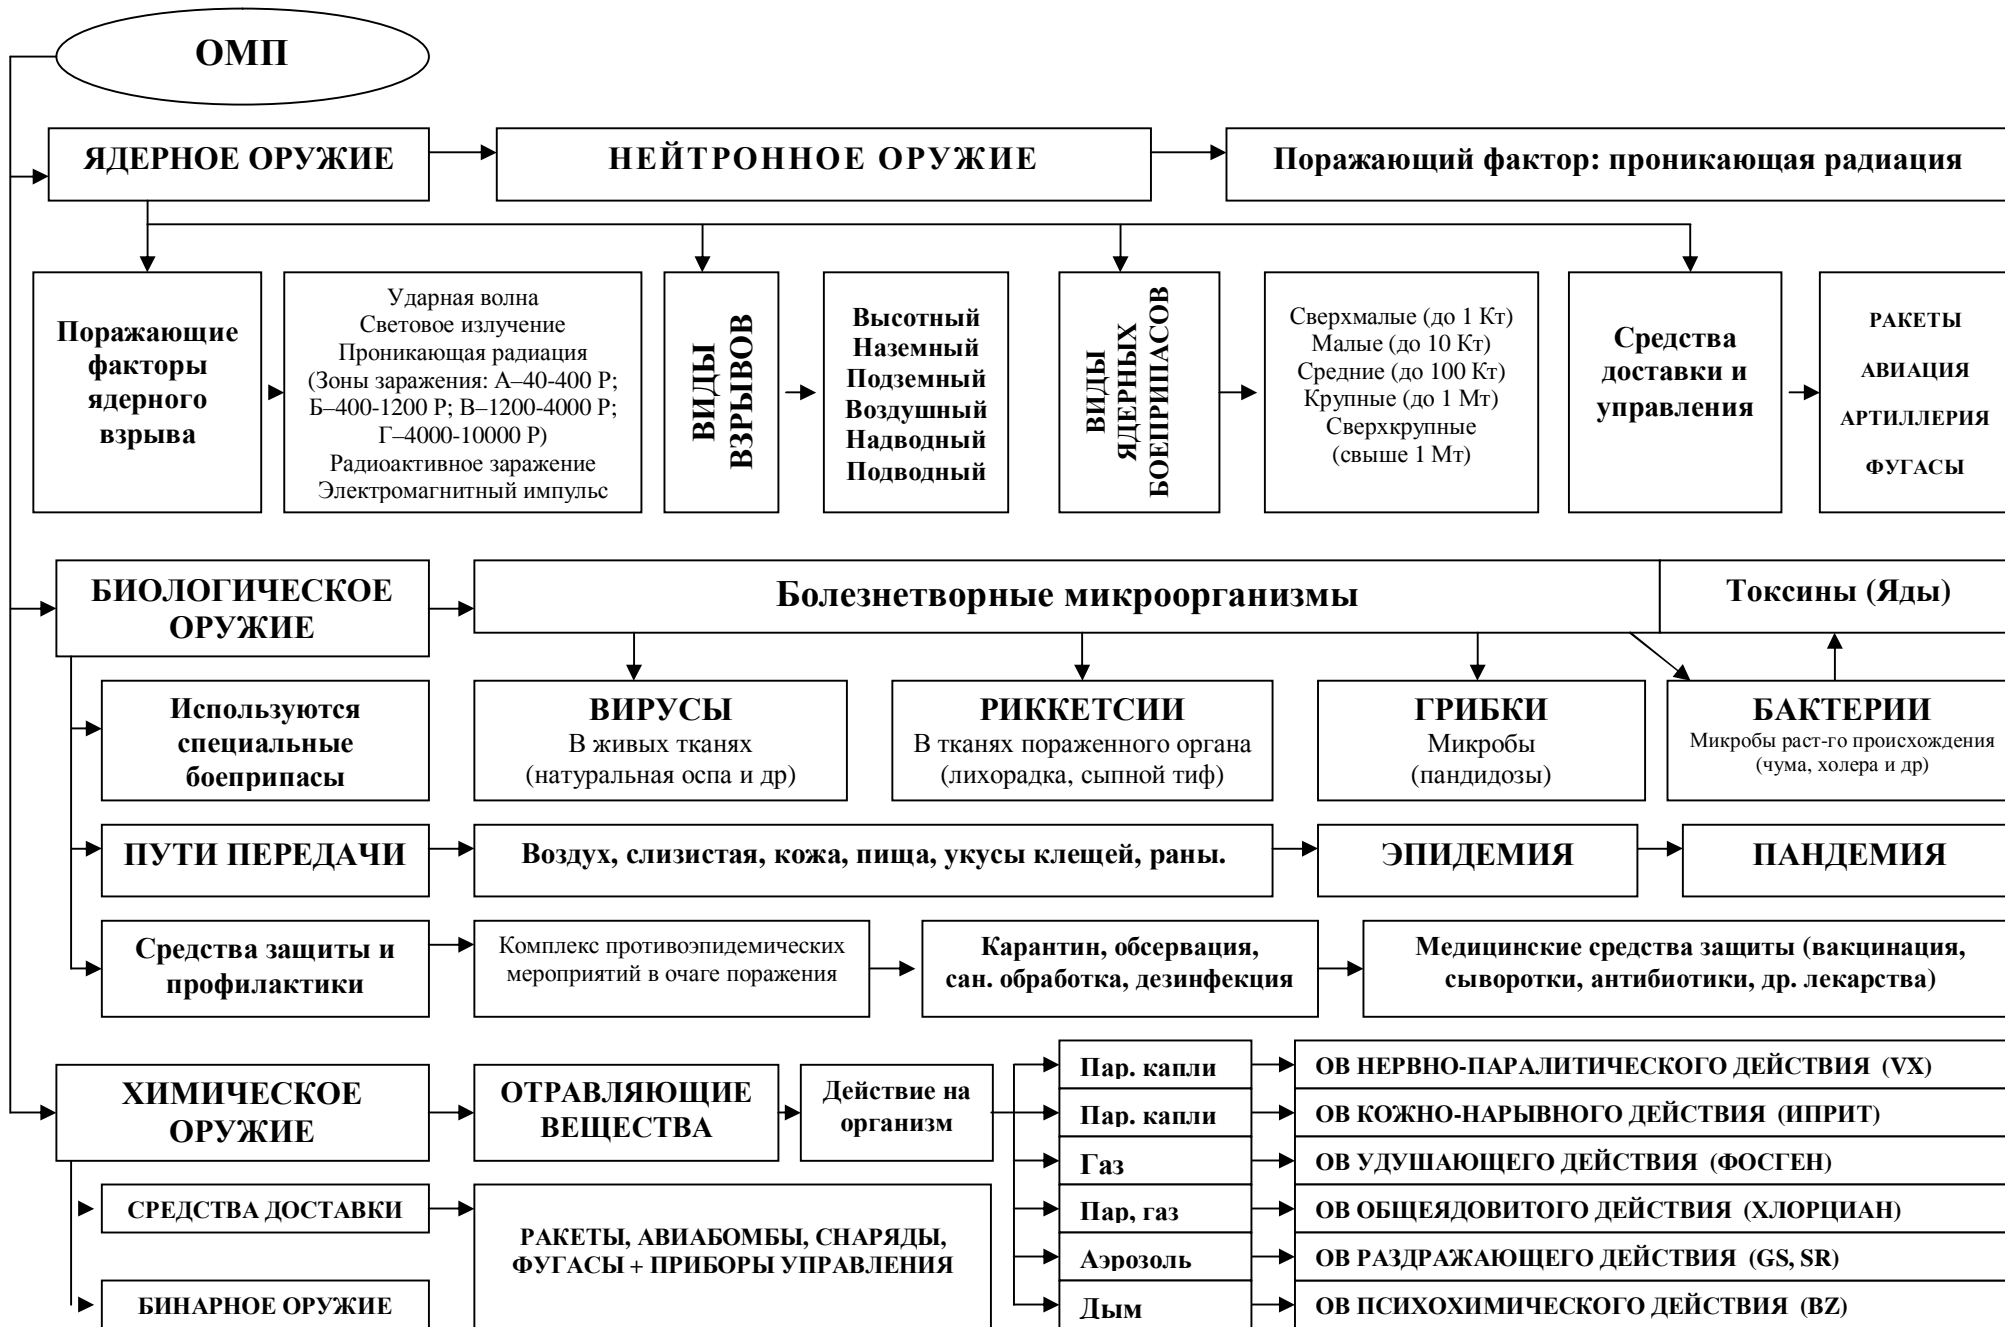 ОМП
ЯДЕРНОЕ ОРУЖИЕ
НЕЙТРОННОЕ ОРУЖИЕ
Поражающий фактор: проникающая радиация
Поражающие
факторы
ядерного
взрыва
Ударная волна
Световое излучение
Проникающая радиация
(Зоны заражения: А–40-400 Р;
Б–400-1200 Р; В–1200-4000 Р;
Г–4000-10000 Р)
Радиоактивное заражение
Электромагнитный импульс
ВИДЫ
ВЗРЫВОВ
Высотный
Наземный
Подземный
Воздушный
Надводный
Подводный
ВИДЫ
ЯДЕРНЫХ
БОЕПРИПАСОВ
Сверхмалые (до 1 Кт)
Малые (до 10 Кт)
Средние (до 100 Кт)
Крупные (до 1 Мт)
Сверхкрупные
(свыше 1 Мт)
Средства
доставки и
управления
РАКЕТЫ
АВИАЦИЯ
АРТИЛЛЕРИЯ
ФУГАСЫ
БИОЛОГИЧЕСКОЕ
ОРУЖИЕ
Болезнетворные микроорганизмы
Токсины (Яды)
Используются
специальные
боеприпасы
ВИРУСЫ
В живых тканях
(натуральная оспа и др)
РИККЕТСИИ
В тканях пораженного органа
(лихорадка, сыпной тиф)
ГРИБКИ
Микробы
(пандидозы)
БАКТЕРИИ
Микробы раст-го происхождения
(чума, холера и др)
ПУТИ ПЕРЕДАЧИ
Воздух, слизистая, кожа, пища, укусы клещей, раны.
ЭПИДЕМИЯ
ПАНДЕМИЯ
Средства защиты и
профилактики
Комплекс противоэпидемических
мероприятий в очаге поражения
Карантин, обсервация,
сан. обработка, дезинфекция
Медицинские средства защиты (вакцинация,
сыворотки, антибиотики, др. лекарства)
ХИМИЧЕСКОЕ
ОРУЖИЕ
ОТРАВЛЯЮЩИЕ
ВЕЩЕСТВА
Действие на
организм
Пар. капли
ОВ НЕРВНО-ПАРАЛИТИЧЕСКОГО ДЕЙСТВИЯ (VX)
Пар. капли
ОВ КОЖНО-НАРЫВНОГО ДЕЙСТВИЯ (ИПРИТ)
Газ
ОВ УДУШАЮЩЕГО ДЕЙСТВИЯ (ФОСГЕН)
Пар, газ
ОВ ОБЩЕЯДОВИТОГО ДЕЙСТВИЯ (ХЛОРЦИАН)
Аэрозоль
ОВ РАЗДРАЖАЮЩЕГО ДЕЙСТВИЯ (GS, SR)
Дым
ОВ ПСИХОХИМИЧЕСКОГО ДЕЙСТВИЯ (BZ)
СРЕДСТВА ДОСТАВКИ
РАКЕТЫ, АВИАБОМБЫ, СНАРЯДЫ,
ФУГАСЫ + ПРИБОРЫ УПРАВЛЕНИЯ
БИНАРНОЕ ОРУЖИЕ